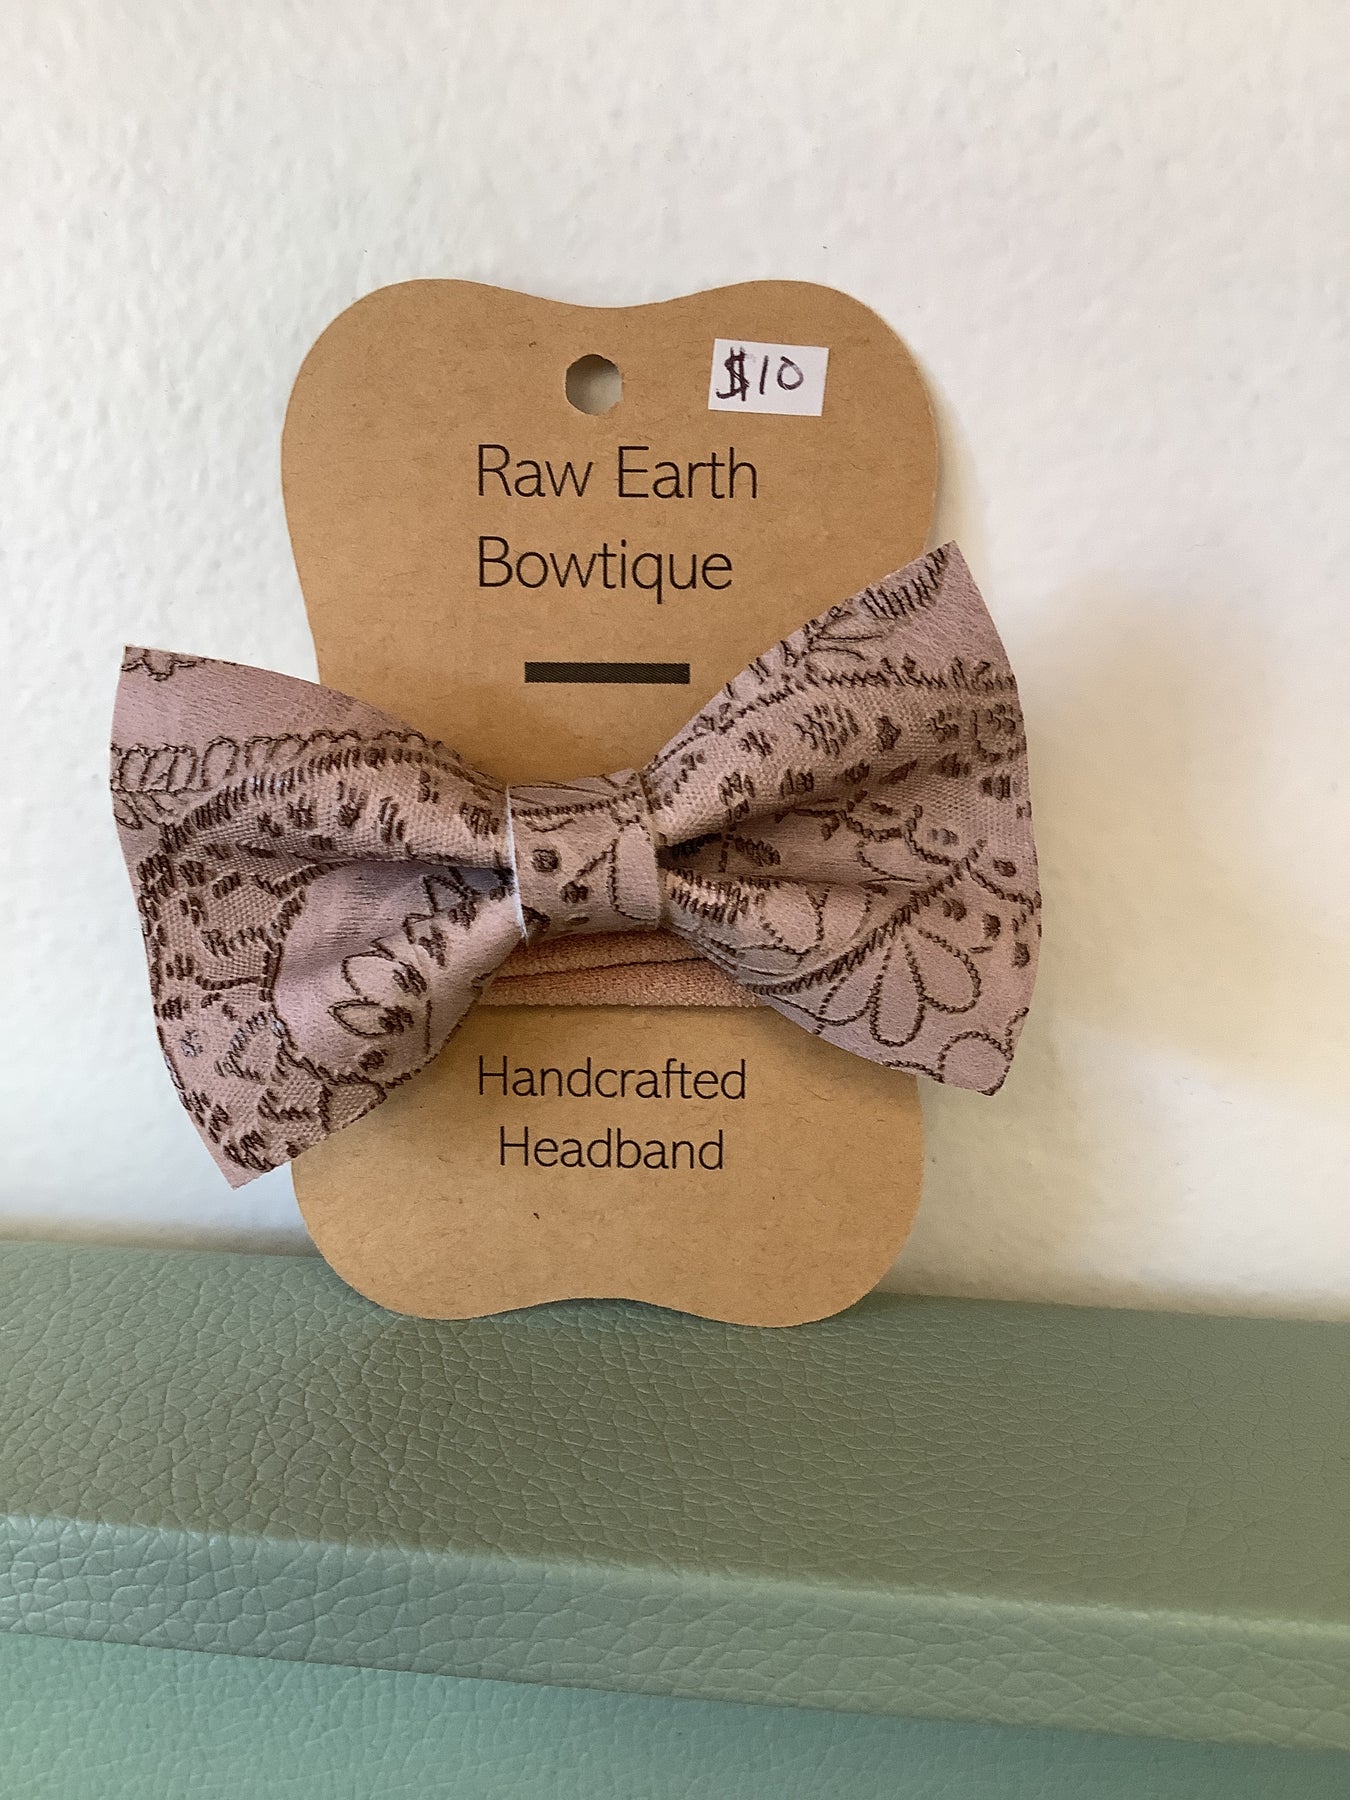 $10
Raw Earth
Bowtique
Handcrafted
Headband